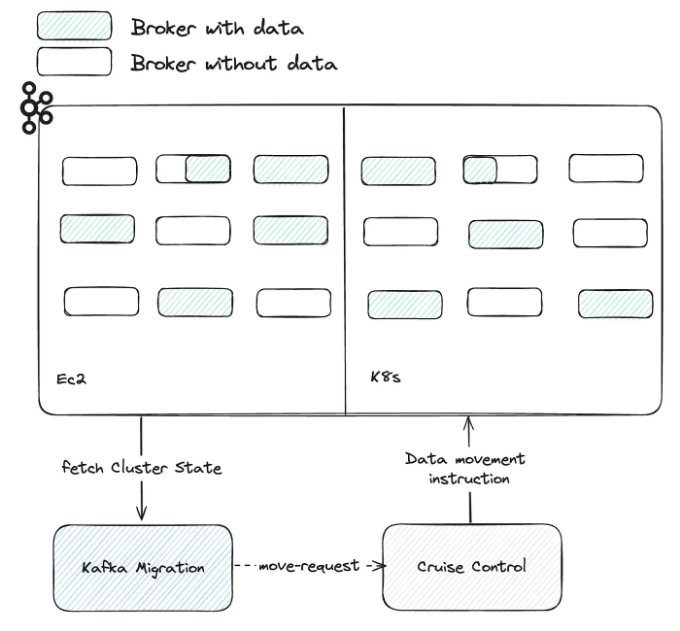 Broker with data
Broker without data
Ec2
K8s
fetch Cluster State
Data movement
instruction
Kafka Migration
move-request
Cruise Control